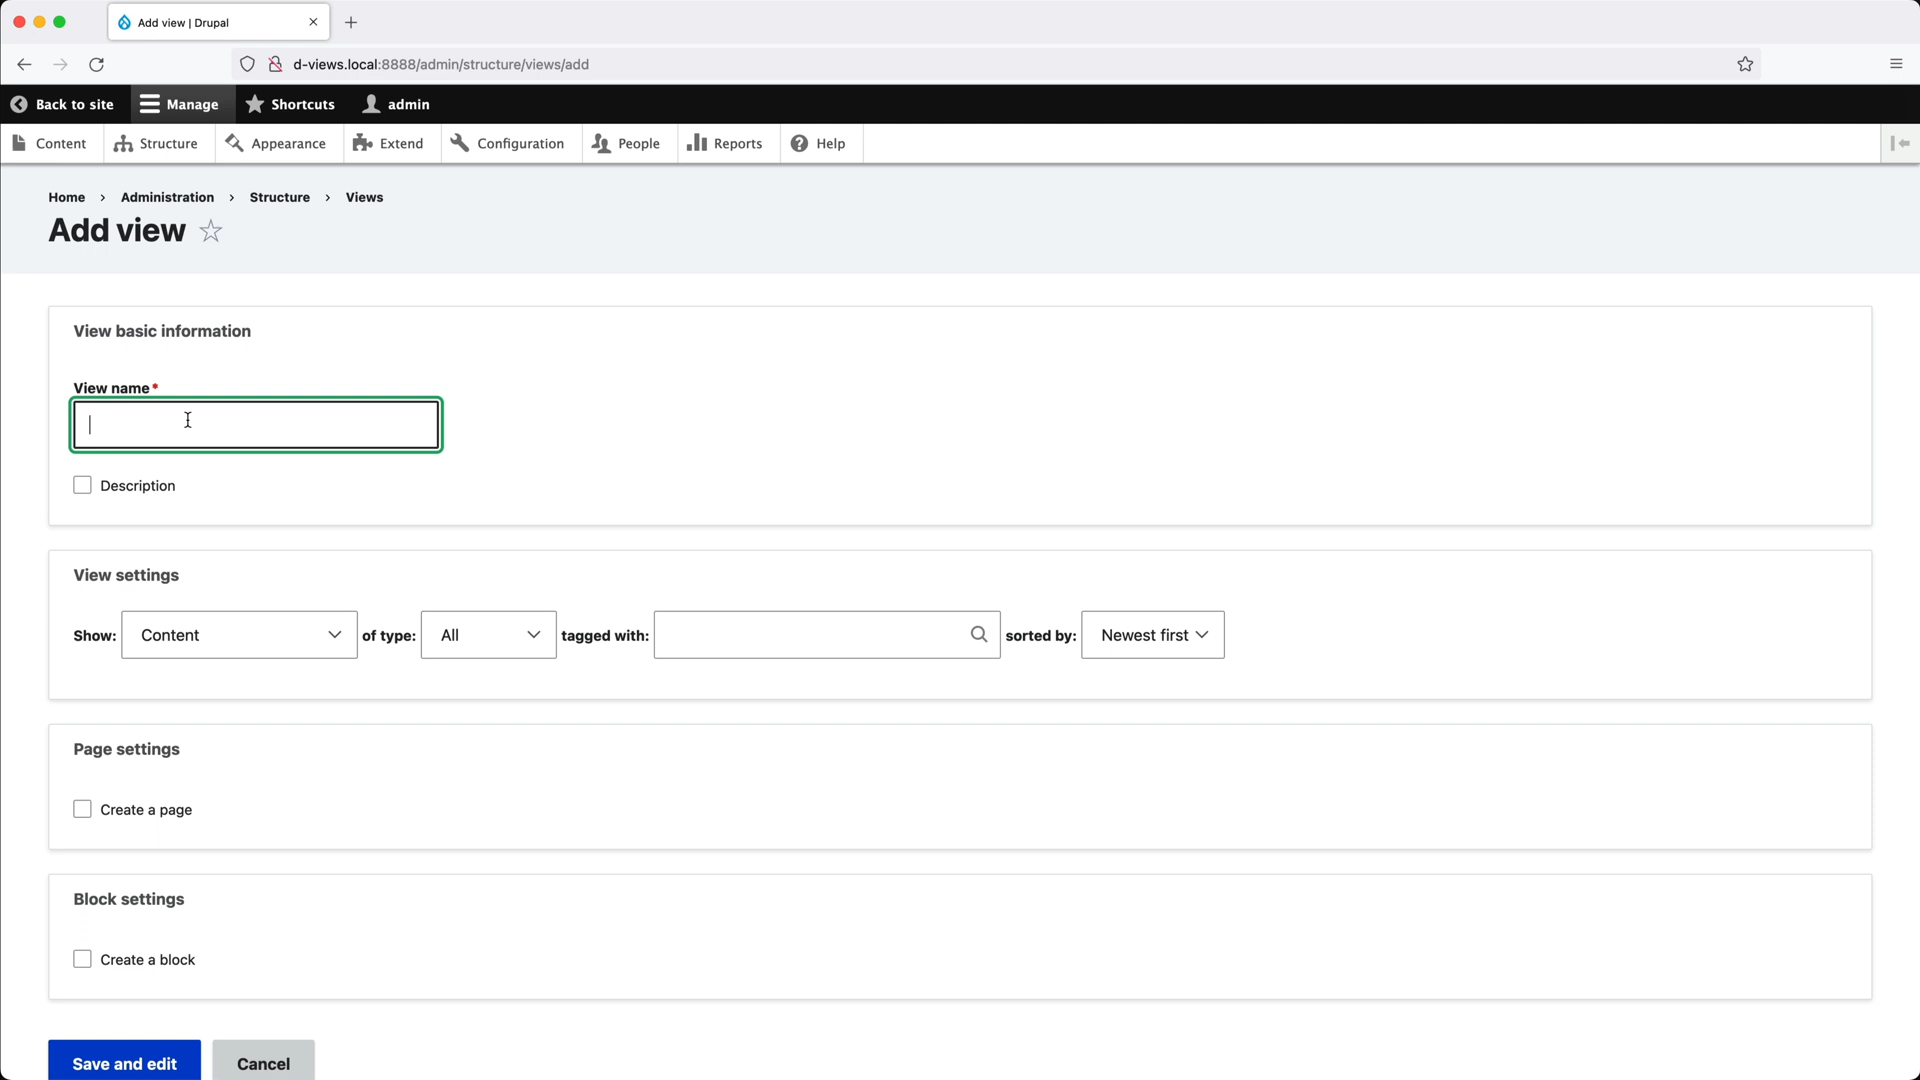 Add view | Drupal
d-views.local:8888/admin/structure/views/add
Back to site Manage Shortcuts admin
Content Structure Appearance Extend Configuration People Reports Help
Home › Administration › Structure › Views
Add view
View basic information
View name*
Description
View settings
Show: Content of type: All tagged with: sorted by: Newest first
Page settings
Create a page
Block settings
Create a block
Save and edit Cancel